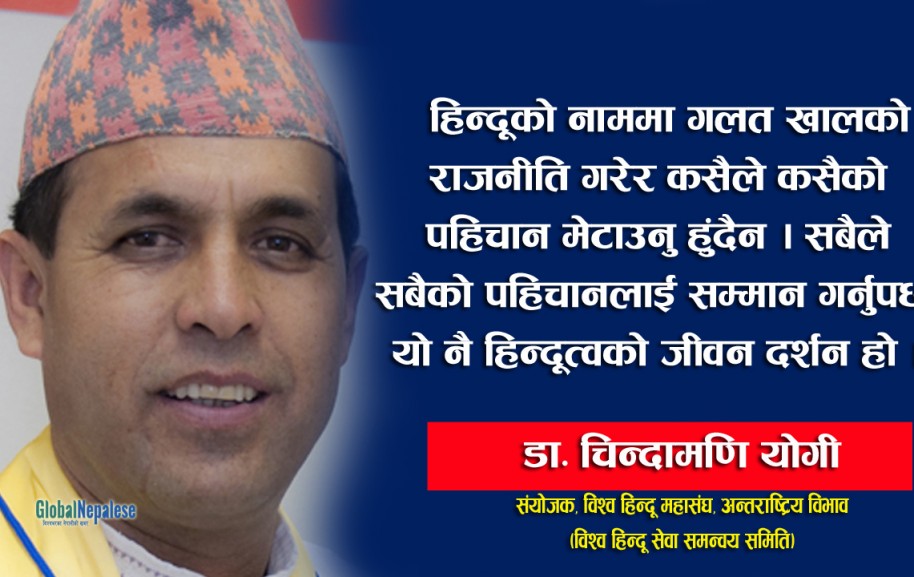 हिन्दूको नाममा गलत खालको
राजनीति गरेर कसैले कसैको
पहिचान मेटाउनु हुंदैन । सबैले
सबैको पहिचानलाई सम्मान गर्नुपर्छ
यो नै हिन्दूत्वको जीवन दर्शन हो ।
डा. चिन्दामणि योगी
संयोजक, विश्व हिन्दू महासंघ, अन्तराष्ट्रिय विभाव
(विश्व हिन्दू सेवा समन्वय समिति)
GlobalNepalese